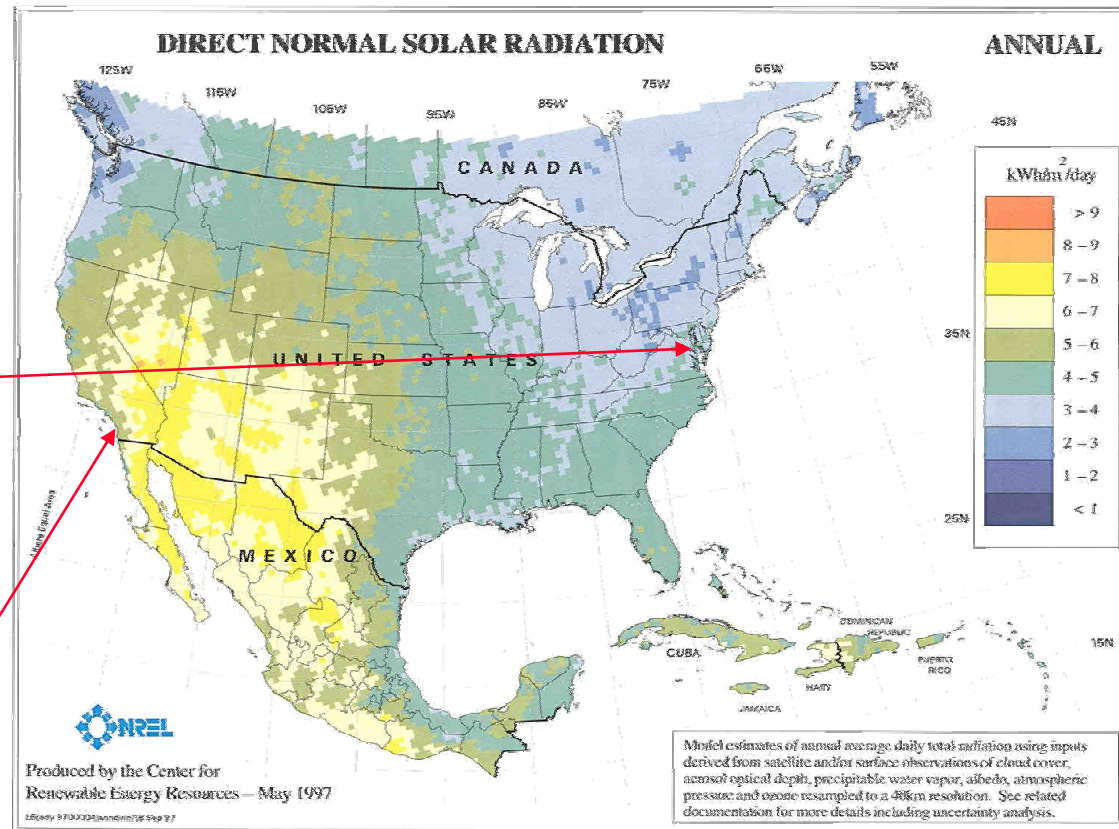 DIRECT NORMAL SOLAR RADIATION
ANNUAL
125W
115W
105W
95W
85W
75W
65W
55W
45N
35N
25N
15N
CANADA
UNITED STATES
MEXICO
CUBA
DOMINICAN
REPUBLIC
PUERTO
RICO
HAITI
JAMAICA
2
kWh/m /day
> 9
8 – 9
7 – 8
6 – 7
5 – 6
4 – 5
3 – 4
2 – 3
1 – 2
< 1
Equal Area
NREL
Produced by the Center for
Renewable Energy Resources – May 1997
Model estimates of annual average daily total radiation using inputs
derived from satellite and/or surface observations of cloud cover,
aerosol optical depth, precipitable water vapor, albedo, atmospheric
pressure and ozone resampled to a 40km resolution. See related
documentation for more details including uncertainty analysis.